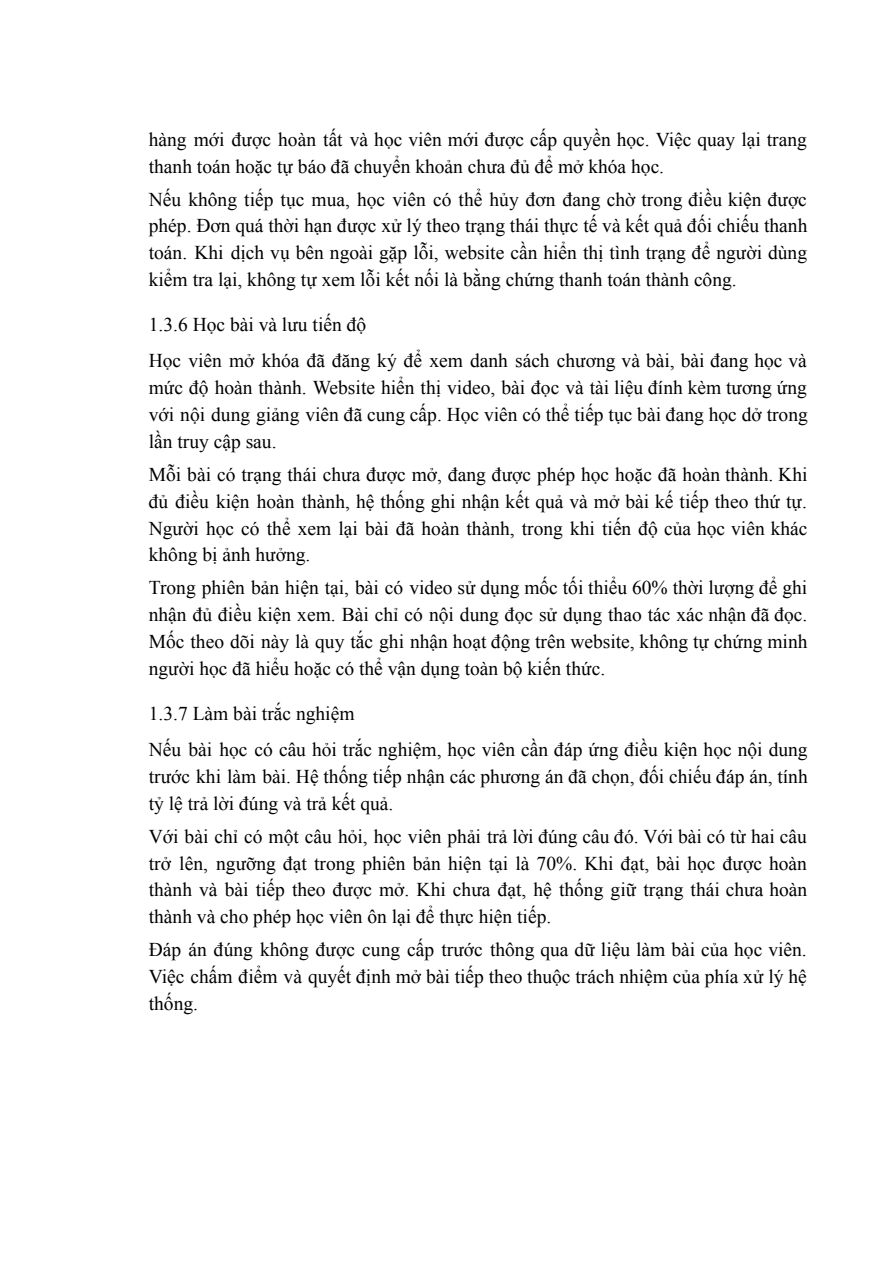 hàng mới được hoàn tất và học viên mới được cấp quyền học. Việc quay lại trang
thanh toán hoặc tự báo đã chuyển khoản chưa đủ để mở khóa học.
Nếu không tiếp tục mua, học viên có thể hủy đơn đang chờ trong điều kiện được
phép. Đơn quá thời hạn được xử lý theo trạng thái thực tế và kết quả đối chiếu thanh
toán. Khi dịch vụ bên ngoài gặp lỗi, website cần hiển thị tình trạng để người dùng
kiểm tra lại, không tự xem lỗi kết nối là bằng chứng thanh toán thành công.
1.3.6 Học bài và lưu tiến độ
Học viên mở khóa đã đăng ký để xem danh sách chương và bài, bài đang học và
mức độ hoàn thành. Website hiển thị video, bài đọc và tài liệu đính kèm tương ứng
với nội dung giảng viên đã cung cấp. Học viên có thể tiếp tục bài đang học dở trong
lần truy cập sau.
Mỗi bài có trạng thái chưa được mở, đang được phép học hoặc đã hoàn thành. Khi
đủ điều kiện hoàn thành, hệ thống ghi nhận kết quả và mở bài kế tiếp theo thứ tự.
Người học có thể xem lại bài đã hoàn thành, trong khi tiến độ của học viên khác
không bị ảnh hưởng.
Trong phiên bản hiện tại, bài có video sử dụng mốc tối thiểu 60% thời lượng để ghi
nhận đủ điều kiện xem. Bài chỉ có nội dung đọc sử dụng thao tác xác nhận đã đọc.
Mốc theo dõi này là quy tắc ghi nhận hoạt động trên website, không tự chứng minh
người học đã hiểu hoặc có thể vận dụng toàn bộ kiến thức.
1.3.7 Làm bài trắc nghiệm
Nếu bài học có câu hỏi trắc nghiệm, học viên cần đáp ứng điều kiện học nội dung
trước khi làm bài. Hệ thống tiếp nhận các phương án đã chọn, đối chiếu đáp án, tính
tỷ lệ trả lời đúng và trả kết quả.
Với bài chỉ có một câu hỏi, học viên phải trả lời đúng câu đó. Với bài có từ hai câu
trở lên, ngưỡng đạt trong phiên bản hiện tại là 70%. Khi đạt, bài học được hoàn
thành và bài tiếp theo được mở. Khi chưa đạt, hệ thống giữ trạng thái chưa hoàn
thành và cho phép học viên ôn lại để thực hiện tiếp.
Đáp án đúng không được cung cấp trước thông qua dữ liệu làm bài của học viên.
Việc chấm điểm và quyết định mở bài tiếp theo thuộc trách nhiệm của phía xử lý hệ
thống.